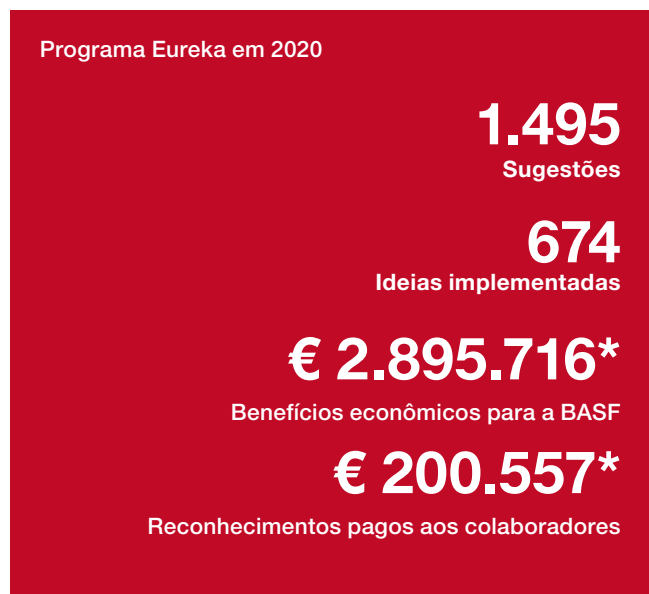 Programa Eureka em 2020
1.495
Sugestões
674
Ideias implementadas
€ 2.895.716*
Benefícios econômicos para a BASF
€ 200.557*
Reconhecimentos pagos aos colaboradores